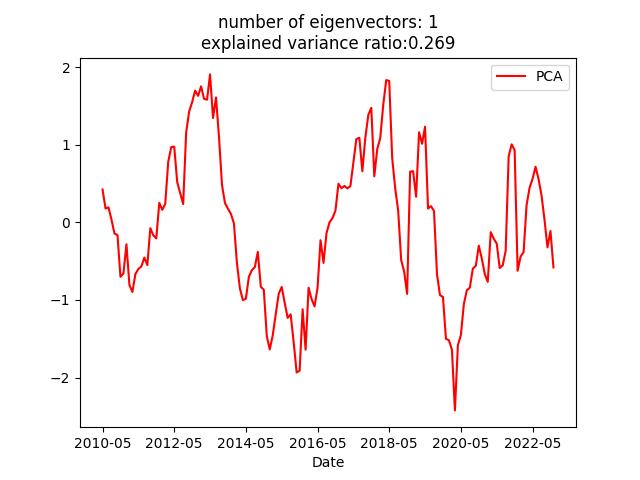 number of eigenvectors: 1
explained variance ratio:0.269
PCA
2
1
0
−1
−2
2010-05 2012-05 2014-05 2016-05 2018-05 2020-05 2022-05
Date